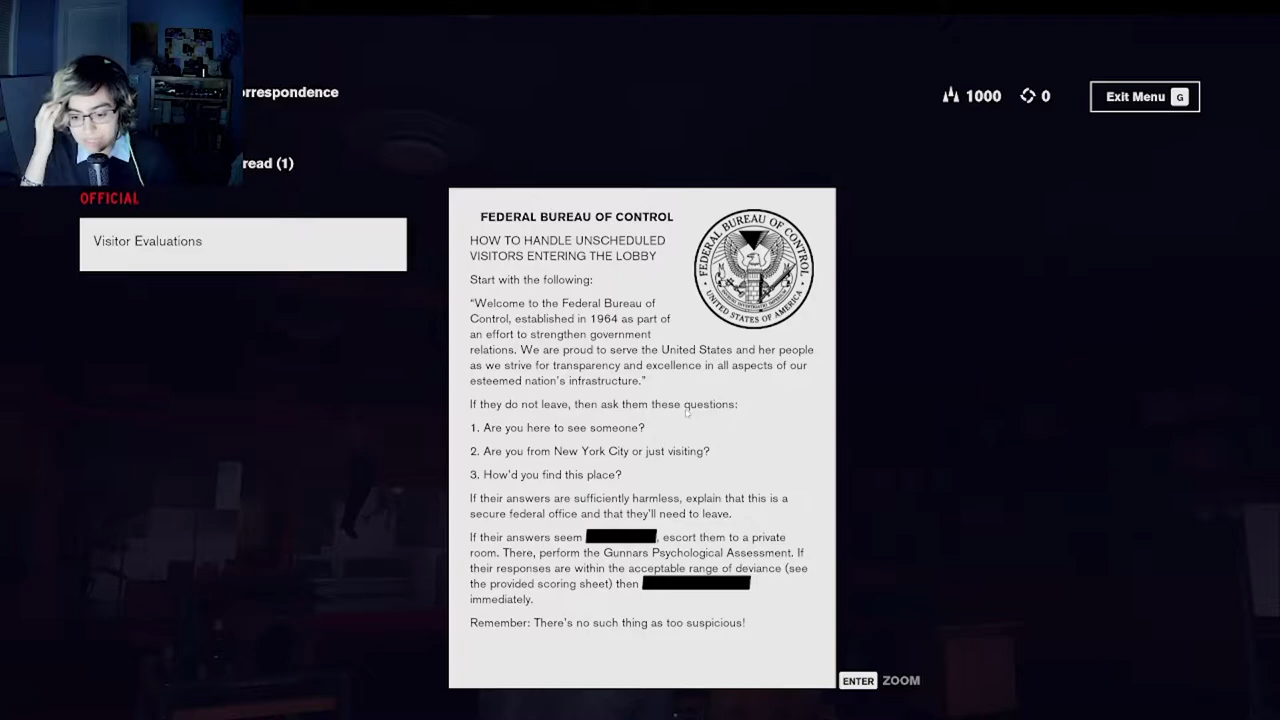 orrespondence
1000
0
Exit Menu G
read (1)
OFFICIAL
Visitor Evaluations
FEDERAL BUREAU OF CONTROL
HOW TO HANDLE UNSCHEDULED
VISITORS ENTERING THE LOBBY
Start with the following:
“Welcome to the Federal Bureau of
Control, established in 1964 as part of
an effort to strengthen government
relations. We are proud to serve the United States and her people
as we strive for transparency and excellence in all aspects of our
esteemed nation's infrastructure.”
If they do not leave, then ask them these questions:
1. Are you here to see someone?
2. Are you from New York City or just visiting?
3. How'd you find this place?
If their answers are sufficiently harmless, explain that this is a
secure federal office and that they'll need to leave.
If their answers seem , escort them to a private
room. There, perform the Gunnars Psychological Assessment. If
their responses are within the acceptable range of deviance (see
the provided scoring sheet) then
immediately.
Remember: There's no such thing as too suspicious!
FEDERAL BUREAU OF CONTROL
UNITED STATES OF AMERICA
ENTER ZOOM